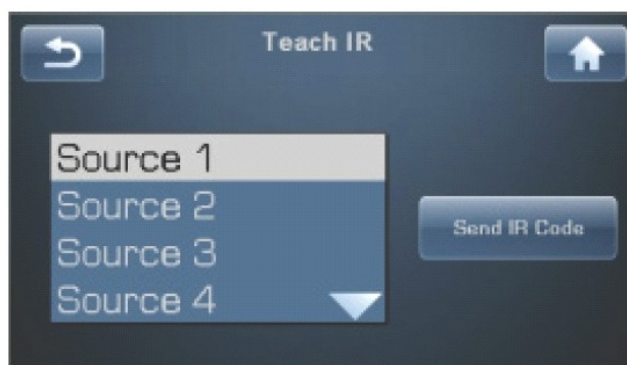 Teach IR
Source 1
Source 2
Source 3
Source 4
Send IR Code